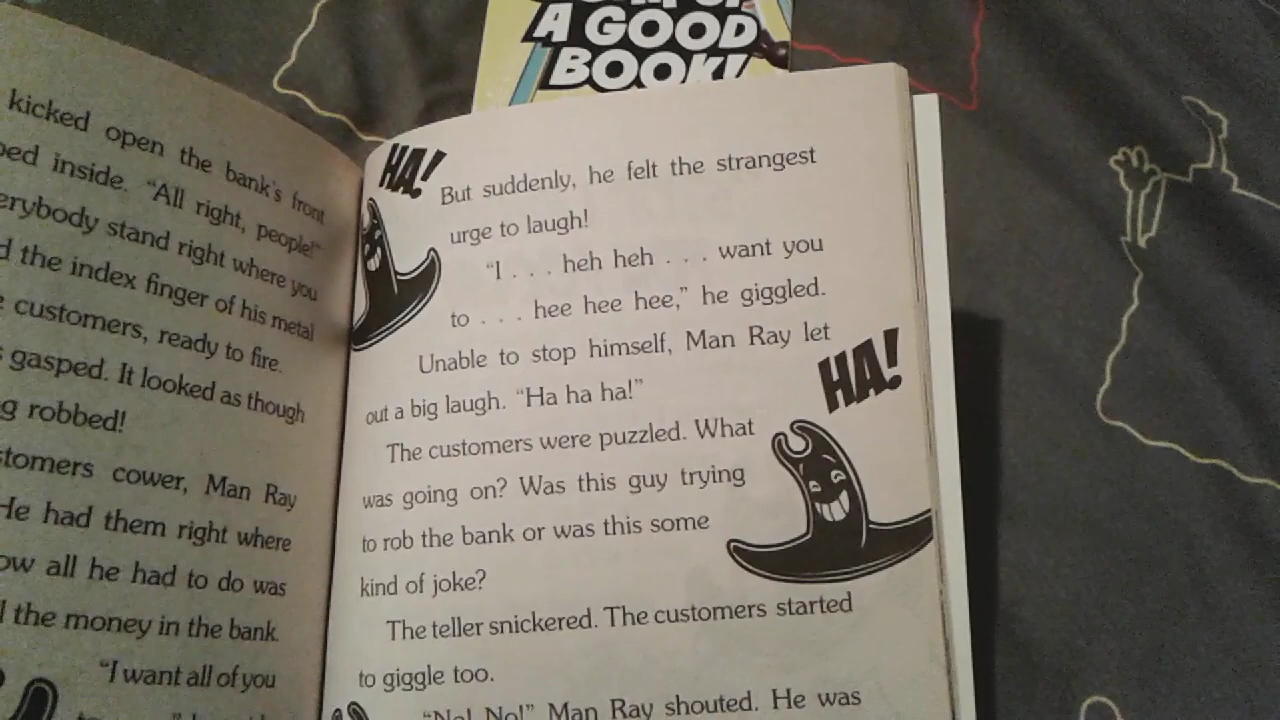 A GOOD
BOOK!
kicked open the bank's front
inside. "All right, people!"
stand right where you
the index finger of his metal
customers, ready to fire.
gasped. It looked as though
robbed!
cower, Man Ray
He had them right where
all he had to do was
the money in the bank.
"I want all of you
HA!
But suddenly, he felt the strangest
urge to laugh!
"I . . . heh heh . . . want you
to . . . hee hee hee," he giggled.
Unable to stop himself, Man Ray let
out a big laugh. "Ha ha ha!"
HA!
The customers were puzzled. What
was going on? Was this guy trying
to rob the bank or was this some
kind of joke?
The teller snickered. The customers started
to giggle too.
"No! No!" Man Ray shouted. He was